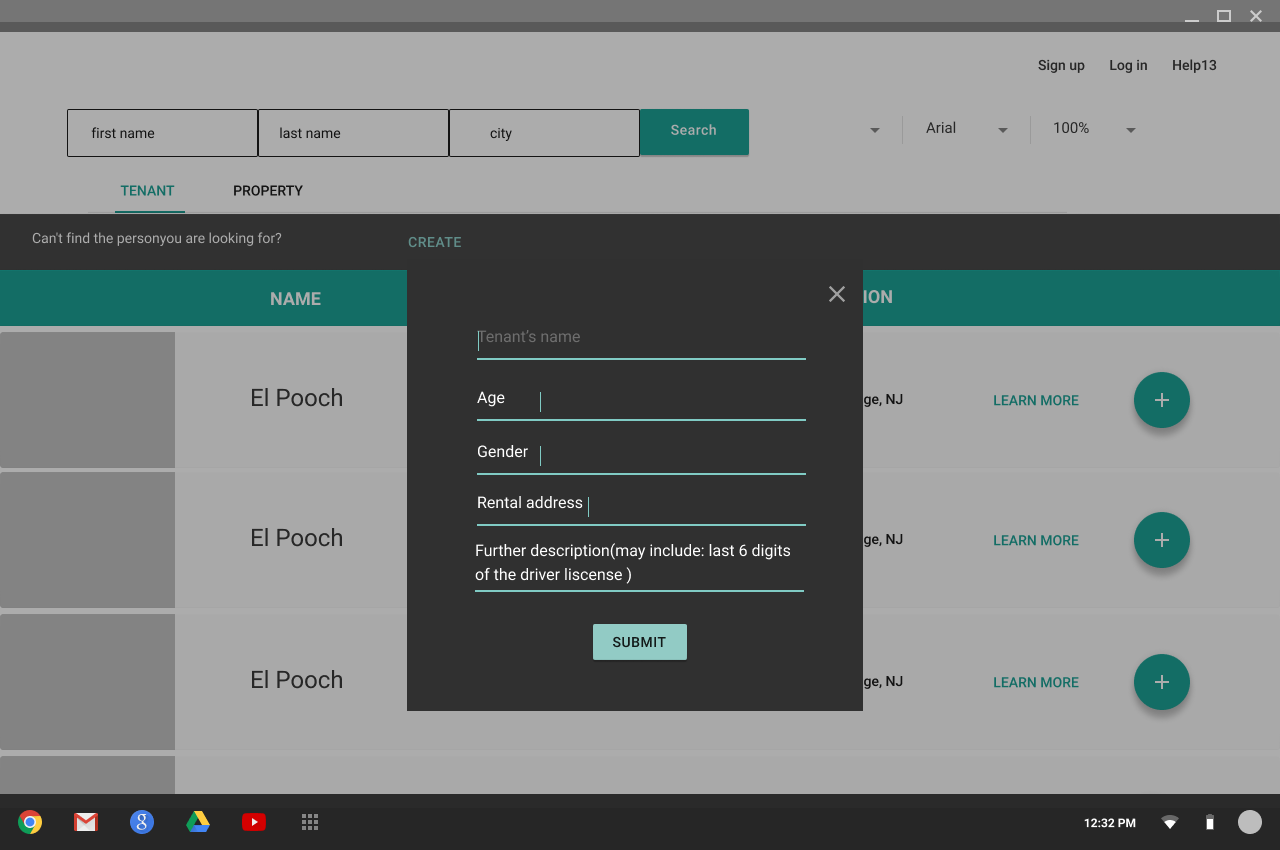 Sign up Log in Help13
first name last name city Search Arial 100%
TENANT PROPERTY
Can't find the personyou are looking for? CREATE
NAME ION
Tenant's name
El Pooch Age ge, NJ LEARN MORE
Gender
Rental address
El Pooch ge, NJ LEARN MORE
Further description(may include: last 6 digits
of the driver liscense )
SUBMIT
El Pooch ge, NJ LEARN MORE
12:32 PM